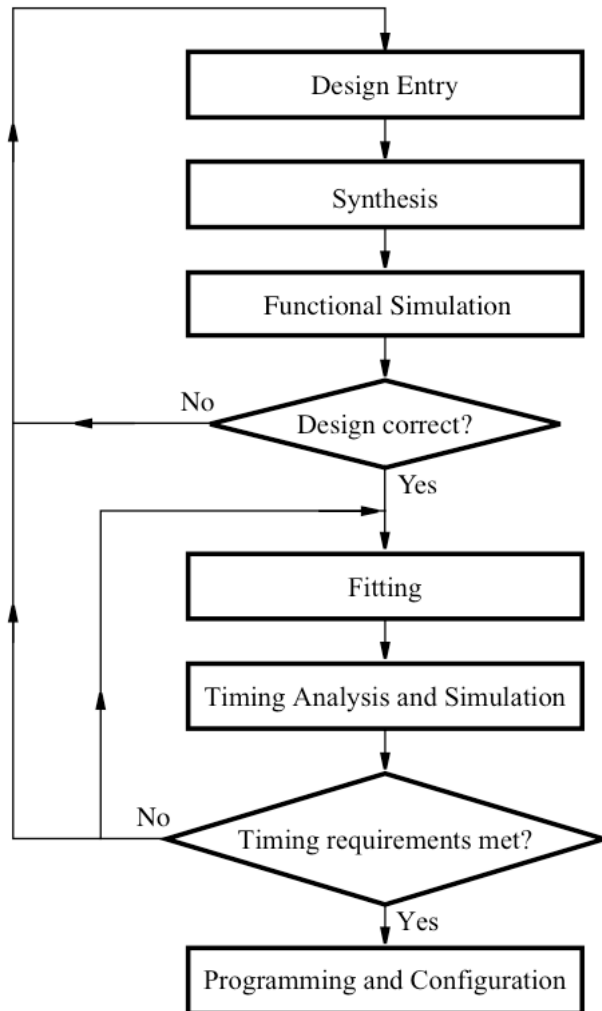 Design Entry
Synthesis
Functional Simulation
No
Design correct?
Yes
Fitting
Timing Analysis and Simulation
No
Timing requirements met?
Yes
Programming and Configuration